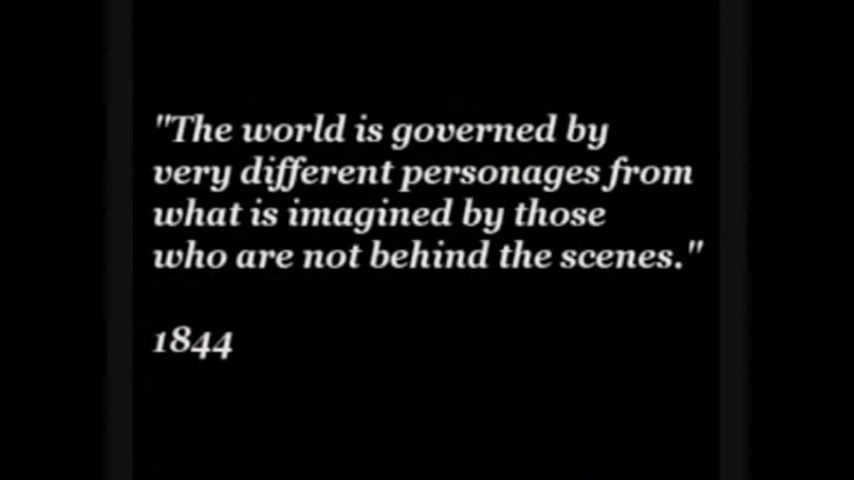 "The world is governed by
very different personages from
what is imagined by those
who are not behind the scenes."
1844